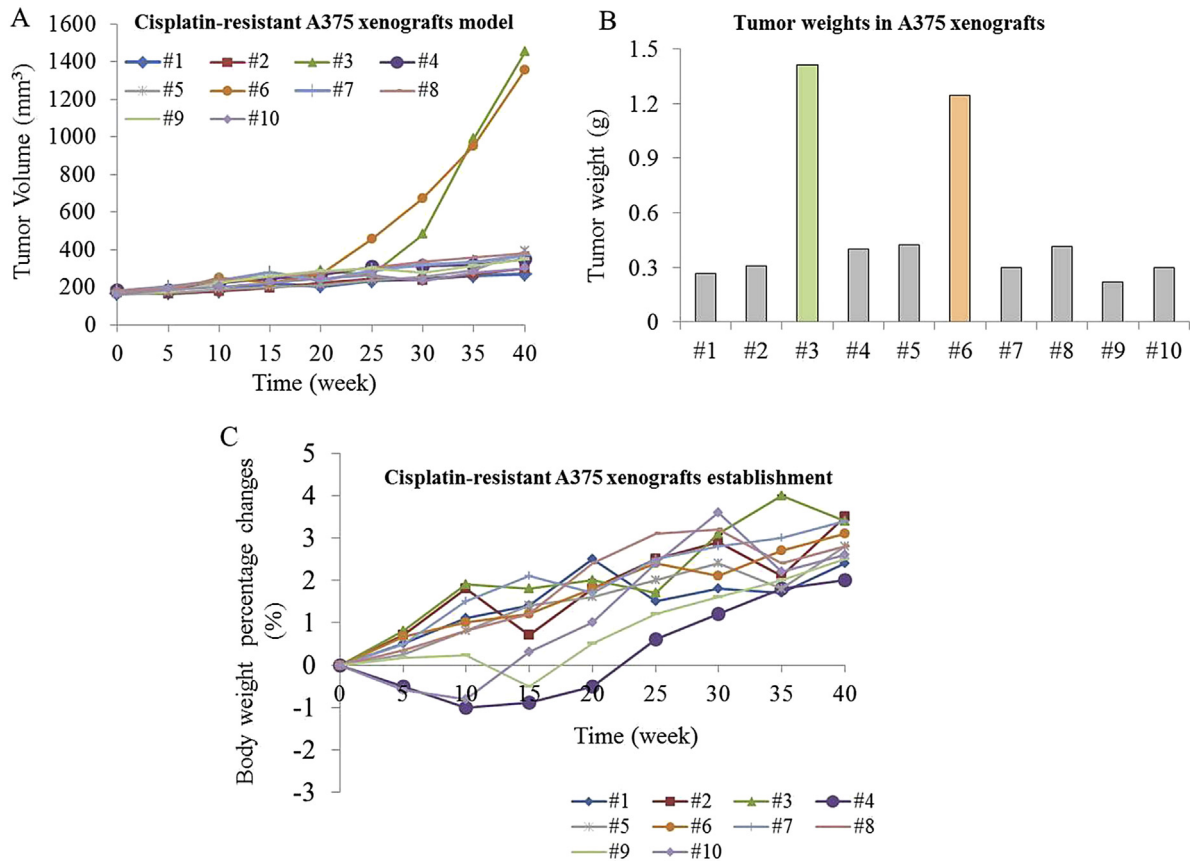 A
Cisplatin-resistant A375 xenografts model
1600
1400
1200
1000
800
600
400
200
0
Tumor Volume (mm³)
#1 #2 #3 #4
#5 #6 #7 #8
#9 #10
0 5 10 15 20 25 30 35 40
Time (week)
B
Tumor weights in A375 xenografts
1.5
1.2
0.9
0.6
0.3
0
Tumor weight (g)
#1 #2 #3 #4 #5 #6 #7 #8 #9 #10
C
Cisplatin-resistant A375 xenografts establishment
5
4
3
2
1
0
-1
-2
-3
Body weight percentage changes
(%)
0 5 10 15 20 25 30 35 40
Time (week)
#1 #2 #3 #4
#5 #6 #7 #8
#9 #10